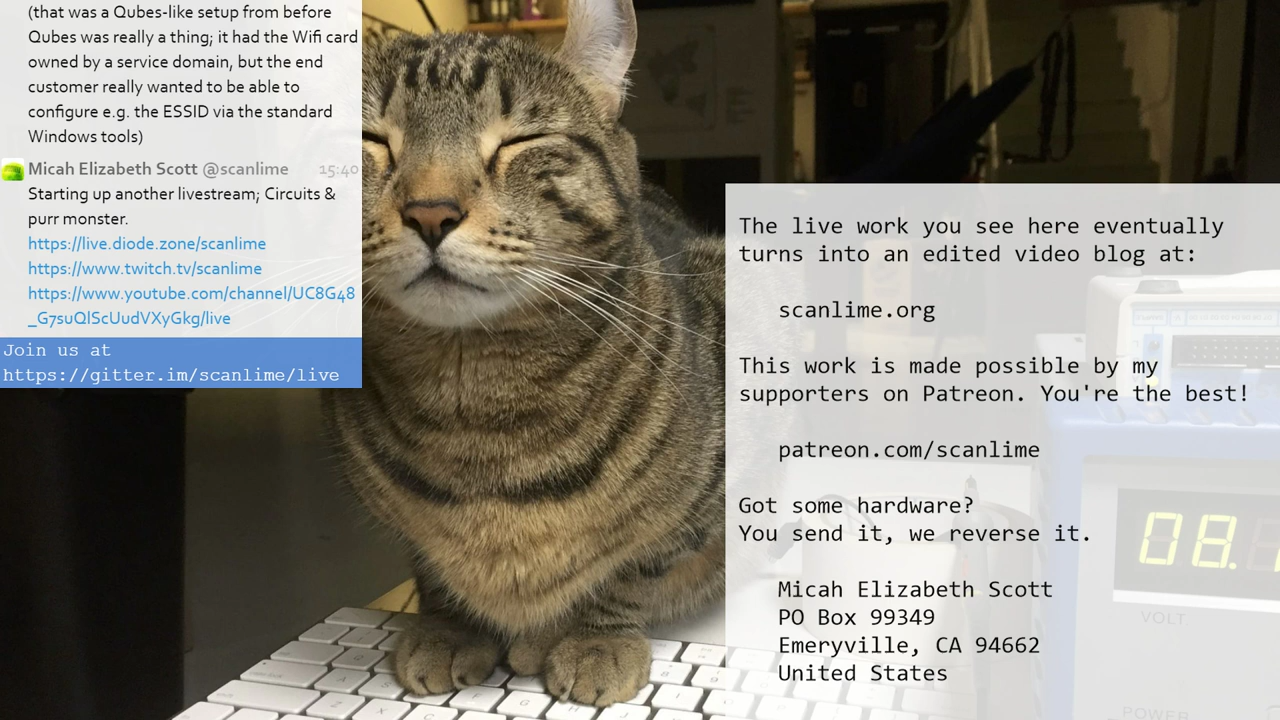 (that was a Qubes-like setup from before
Qubes was really a thing; it had the Wifi card
owned by a service domain, but the end
customer really wanted to be able to
configure e.g. the ESSID via the standard
Windows tools)
Micah Elizabeth Scott @scanlime 15:40
Starting up another livestream; Circuits &
purr monster.
https://live.diode.zone/scanlime
https://www.twitch.tv/scanlime
https://www.youtube.com/channel/UC8G48
_G7suQlScUudVXyGkg/live
Join us at
https://gitter.im/scanlime/live
The live work you see here eventually
turns into an edited video blog at:
scanlime.org
This work is made possible by my
supporters on Patreon. You're the best!
patreon.com/scanlime
Got some hardware?
You send it, we reverse it.
Micah Elizabeth Scott
PO Box 99349
Emeryville, CA 94662
United States
08.
VOLT
POWER